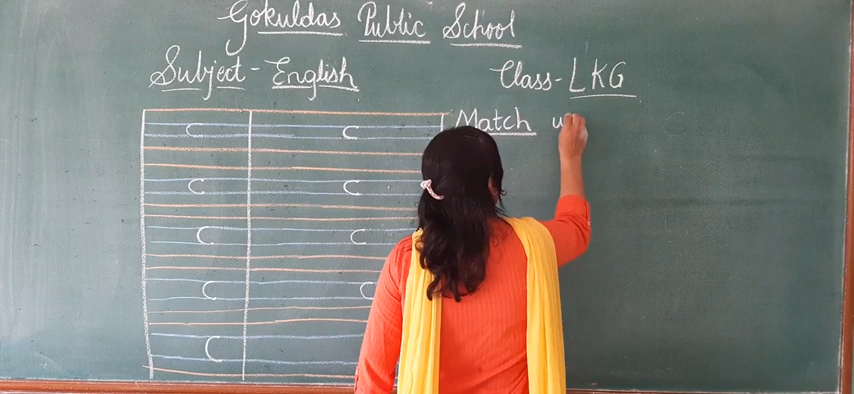 Gokuldas Public School
Subject - English
Class - LKG
c c
c c
c c
c c
c
Match w